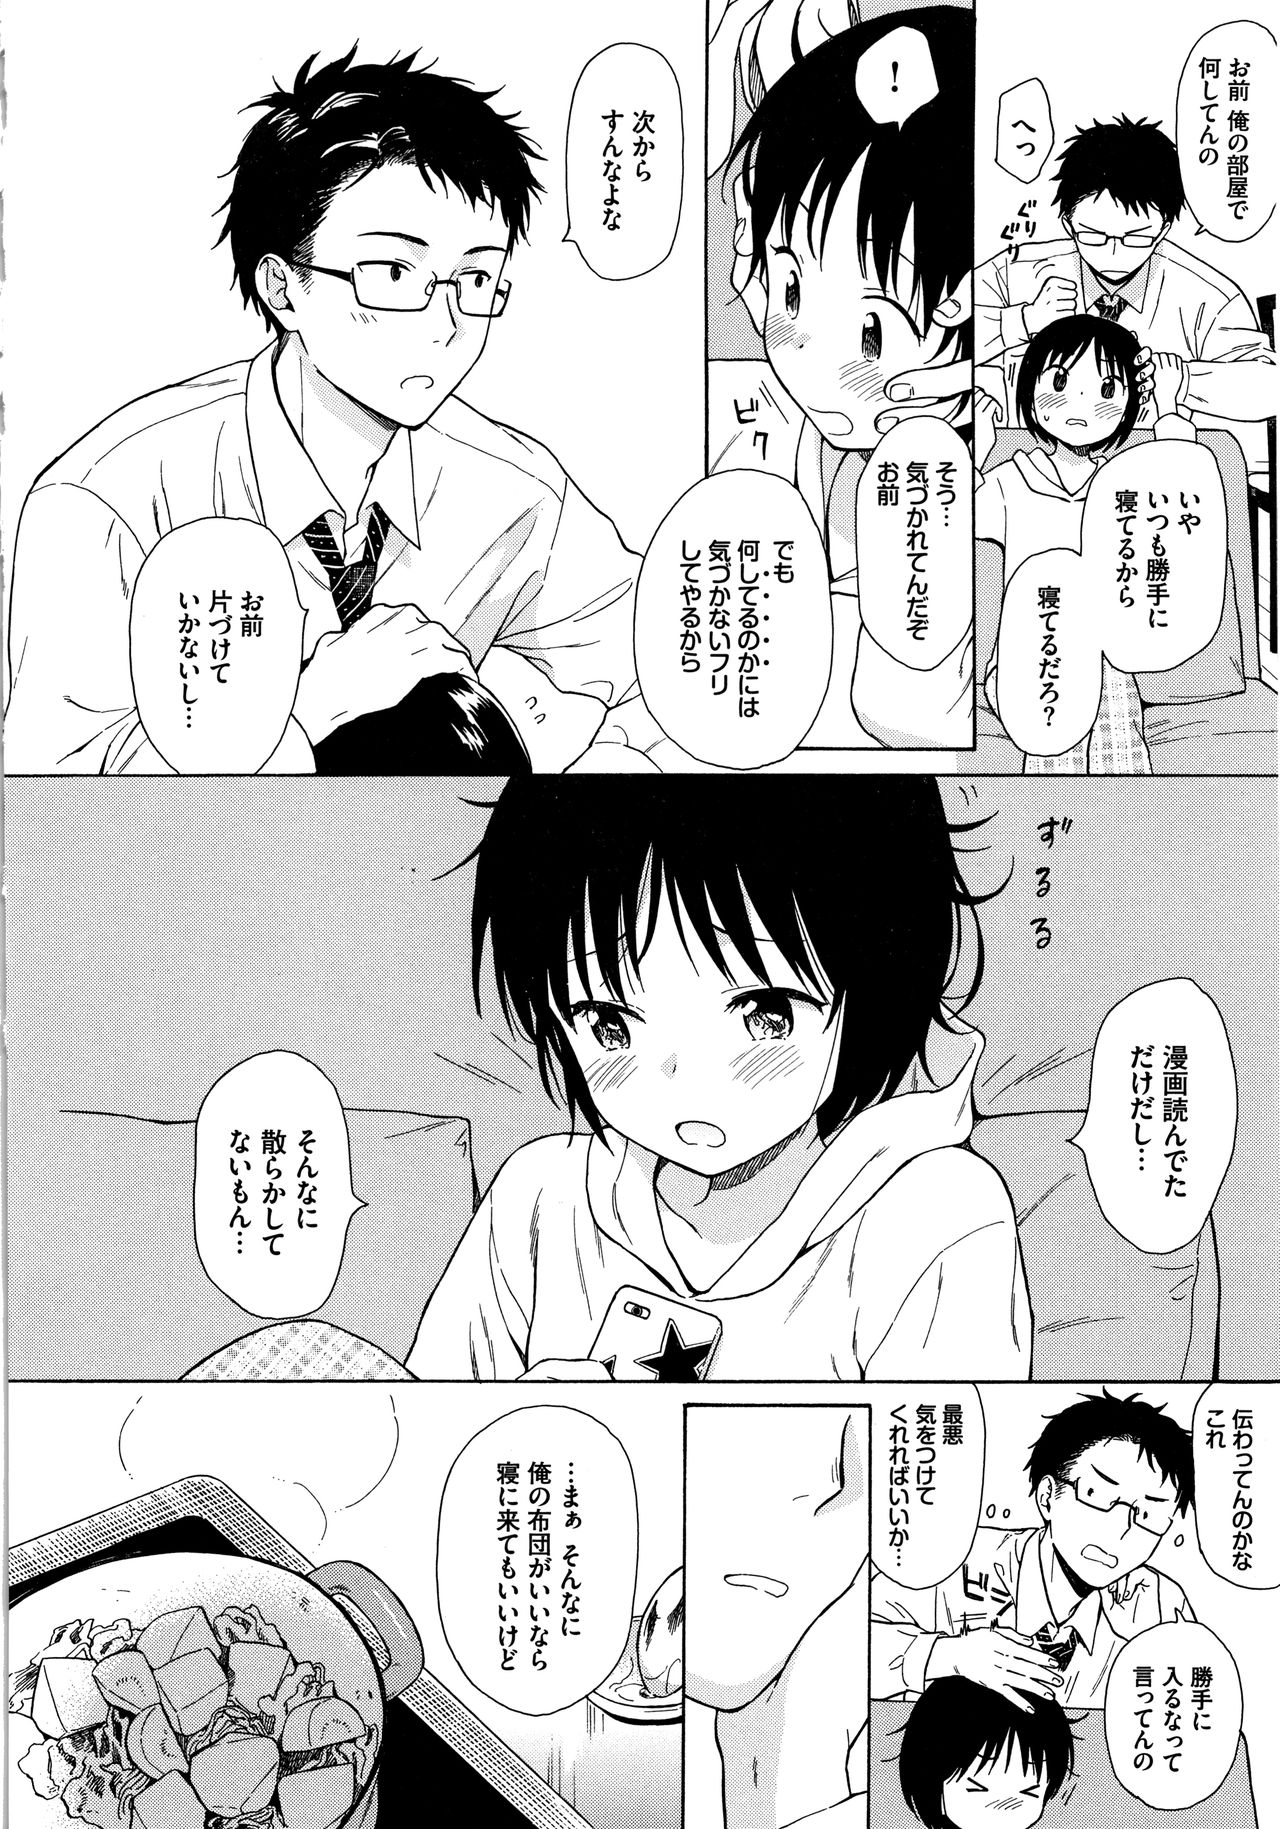 お前 俺の部屋で
何してんの
へっ
ぐりぐり
いや
いつも勝手に
寝てるから
寝てるだろ？
！
ビク
そう…
気づかれてんだぞ
お前
でも
何してるのかには
気づかないフリ
してやるから
次から
すんなよな
お前
片づけて
いかないし…
ずるる
漫画読んでた
だけだし…
そんなに
散らかして
ないもん…
伝わってんのかな
これ
最悪
気をつけて
くれればいいか…
ビシ
勝手に
入るなって
言ってんの
…まぁ そんなに
俺の布団がいいなら
寝に来てもいいけど